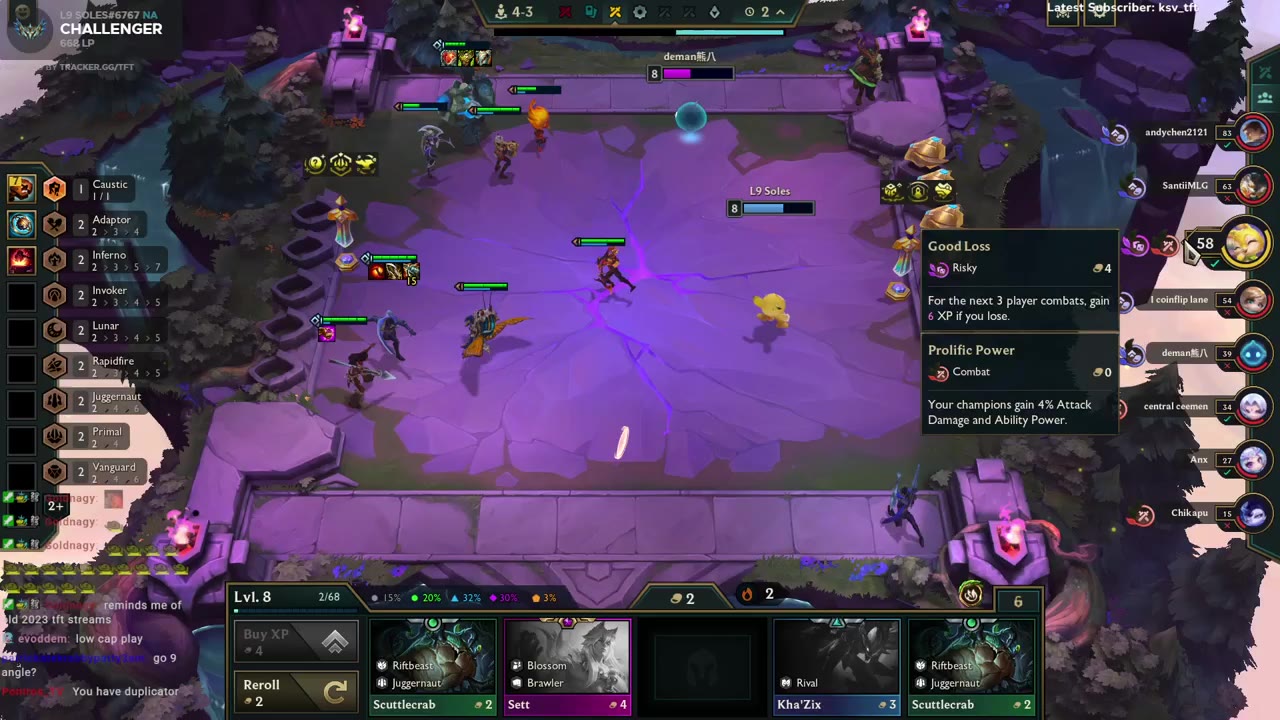 L9 SOLES#6767 NA
CHALLENGER
668 LP
BY TRACKER.GG/TFT
4-3
2
Latest Subscriber: ksv_tft
deman熊八
8
L9 Soles
8
15
1
Caustic
1 / 1
2
Adaptor
2 > 3 > 4
2
Inferno
2 > 3 > 5 > 7
2
Invoker
2 > 3 > 4 > 5
2
Lunar
2 > 3 > 4 > 5
2
Rapidfire
2 > 3 > 4 > 5
2
Juggernaut
2 > 4 > 6
2
Primal
2 > 4
2
Vanguard
2 > 4 > 6
2+
andychen2121
83
SantiiMLG
63
58
I coinflip lane
54
deman熊八
39
central ceemen
34
Anx
27
Chikapu
15
Good Loss
Risky
4
For the next 3 player combats, gain
6 XP if you lose.
Prolific Power
Combat
0
Your champions gain 4% Attack
Damage and Ability Power.
Goldnagy:
Goldnagy:
reminds me of
old 2023 tft streams
evoddem: low cap play
go 9
angle?
You have duplicator
Lvl. 8
2/68
15%
20%
32%
30%
3%
2
2
6
Buy XP
4
Reroll
2
Riftbeast
Juggernaut
Scuttlecrab
2
Blossom
Brawler
Sett
4
Rival
Kha'Zix
3
Riftbeast
Juggernaut
Scuttlecrab
2